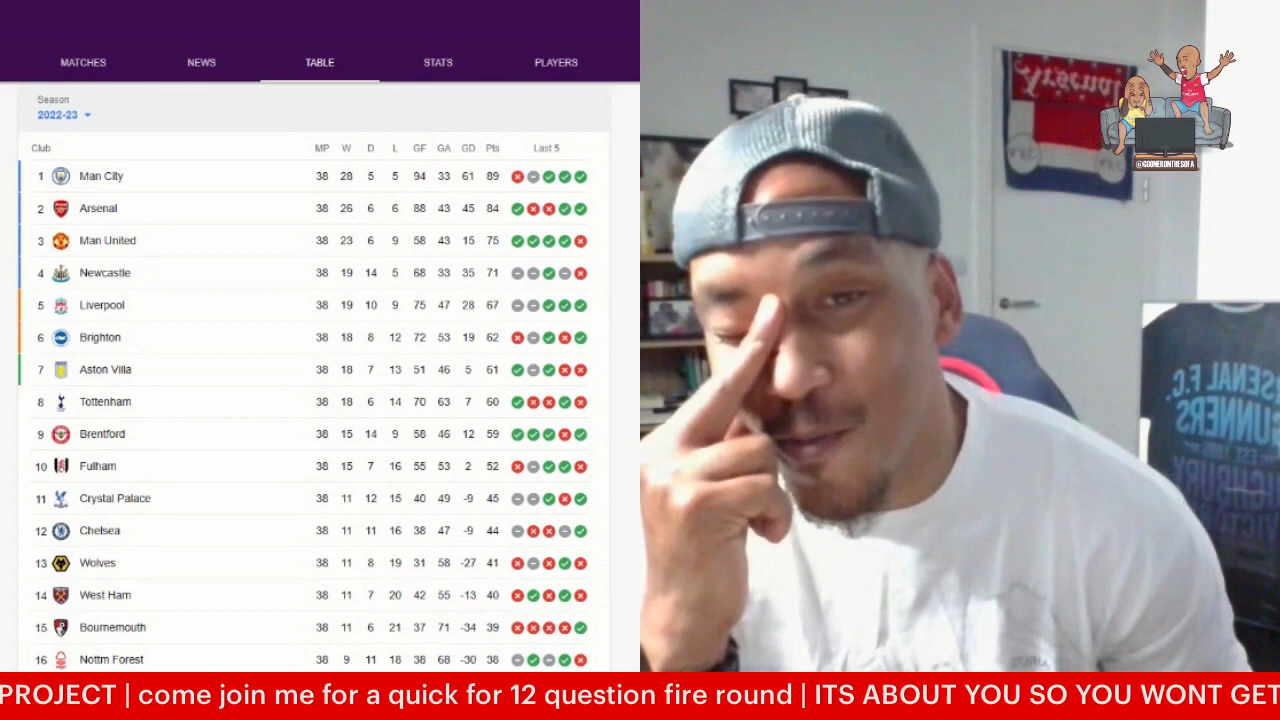 MATCHES NEWS TABLE STATS PLAYERS
Season
2022-23
Club MP W D L GF GA GD Pts Last 5
1 Man City 38 28 5 5 94 33 61 89
2 Arsenal 38 26 6 6 88 43 45 84
3 Man United 38 23 6 9 58 43 15 75
4 Newcastle 38 19 14 5 68 33 35 71
5 Liverpool 38 19 10 9 75 47 28 67
6 Brighton 38 18 8 12 72 53 19 62
7 Aston Villa 38 18 7 13 51 46 5 61
8 Tottenham 38 18 6 14 70 63 7 60
9 Brentford 38 15 14 9 58 46 12 59
10 Fulham 38 15 7 16 55 53 2 52
11 Crystal Palace 38 11 12 15 40 49 -9 45
12 Chelsea 38 11 11 16 38 47 -9 44
13 Wolves 38 11 8 19 31 58 -27 41
14 West Ham 38 11 7 20 42 55 -13 40
15 Bournemouth 38 11 6 21 37 71 -34 39
16 Nottm Forest 38 9 11 18 38 68 -30 38
@GOONERONTHESOFA
SENAL F.C.
UNNERS
PROJECT | come join me for a quick for 12 question fire round | ITS ABOUT YOU SO YOU WONT GET